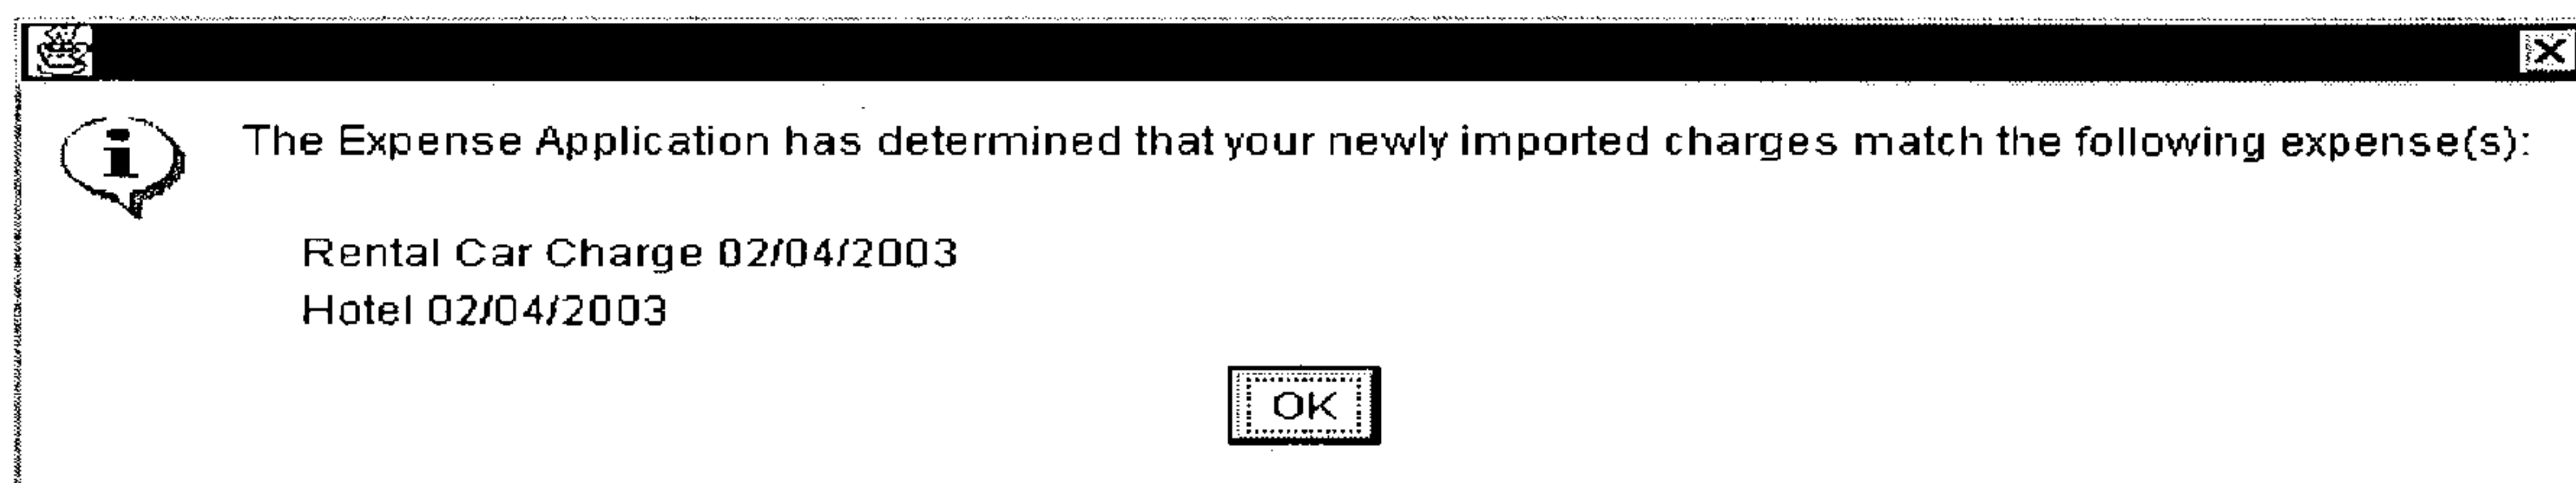 The Expense Application has determined that your newly imported charges match the following expense(s):
Rental Car Charge 02/04/2003
Hotel 02/04/2003
OK